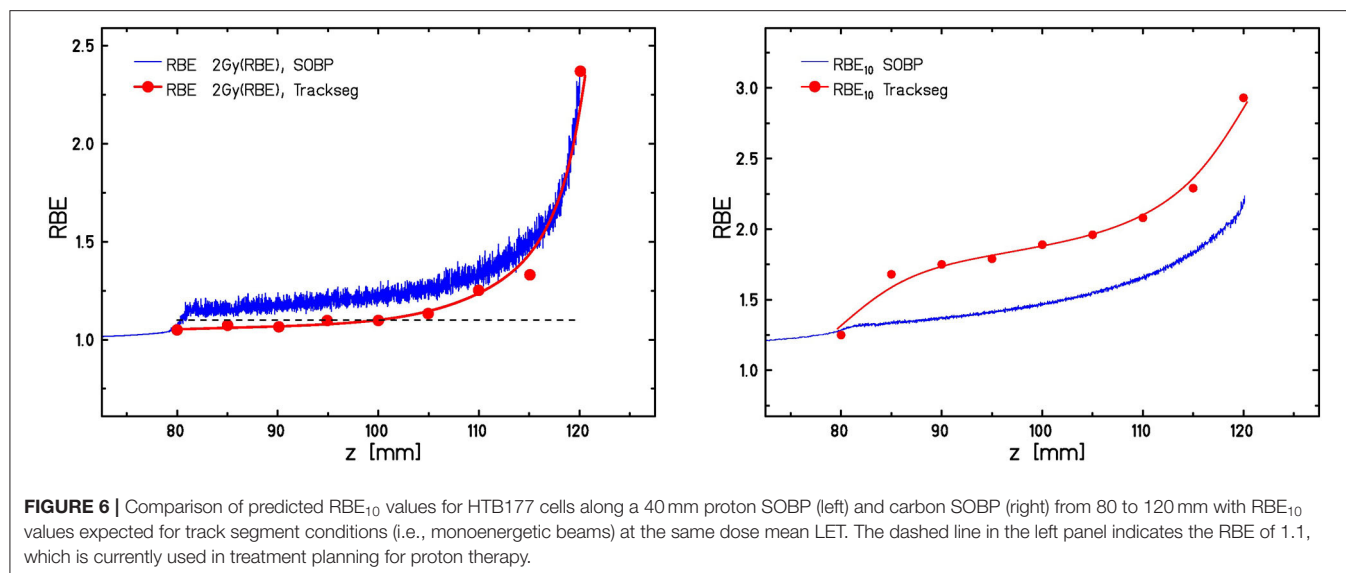 2.5
2.0
1.5
1.0
RBE
RBE 2Gy(RBE), SOBP
RBE 2Gy(RBE), Trackseg
80 90 100 110 120
z [mm]
3.0
2.5
2.0
1.5
1.0
RBE
RBE₁₀ SOBP
RBE₁₀ Trackseg
80 90 100 110 120
z [mm]
FIGURE 6 | Comparison of predicted RBE₁₀ values for HTB177 cells along a 40 mm proton SOBP (left) and carbon SOBP (right) from 80 to 120 mm with RBE₁₀
values expected for track segment conditions (i.e., monoenergetic beams) at the same dose mean LET. The dashed line in the left panel indicates the RBE of 1.1,
which is currently used in treatment planning for proton therapy.